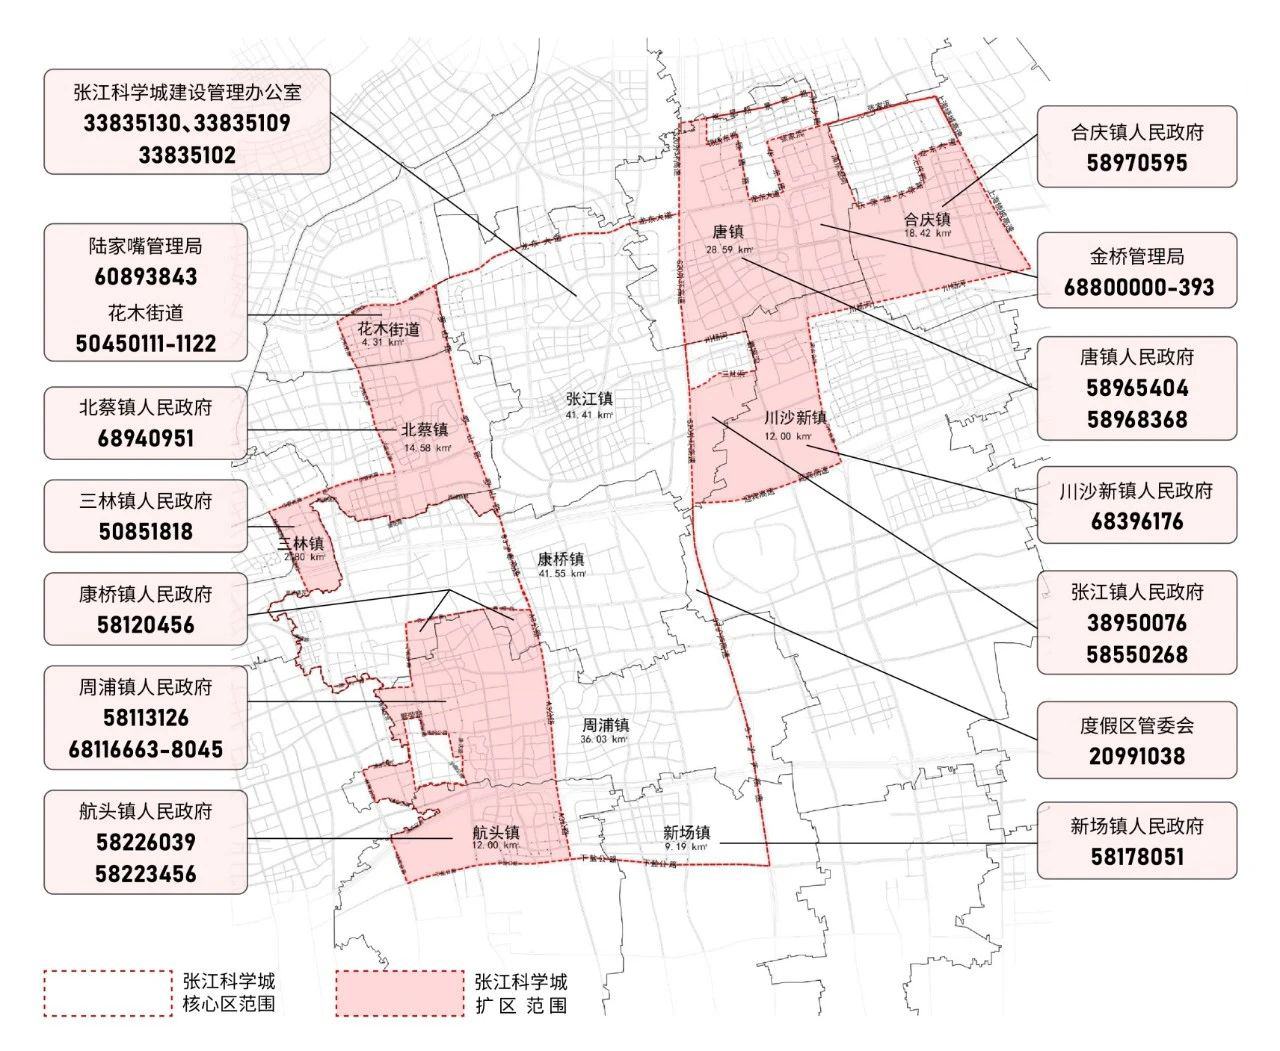 张江科学城建设管理办公室
33835130、33835109
33835102
陆家嘴管理局
60893843
花木街道
50450111-1122
北蔡镇人民政府
68940951
三林镇人民政府
50851818
康桥镇人民政府
58120456
周浦镇人民政府
58113126
68116663-8045
航头镇人民政府
58226039
58223456
合庆镇人民政府
58970595
金桥管理局
68800000-393
唐镇人民政府
58965404
58968368
川沙新镇人民政府
68396176
张江镇人民政府
38950076
58550268
度假区管委会
20991038
新场镇人民政府
58178051
唐镇
28.59 km²
合庆镇
18.42 km²
花木街道
4.31 km²
张江镇
41.41 km²
北蔡镇
14.58 km²
川沙新镇
12.00 km²
三林镇
康桥镇
41.55 km²
周浦镇
36.03 km²
航头镇
12.00 km²
新场镇
9.19 km²
下盐公路
张江科学城
核心区范围
张江科学城
扩区范围